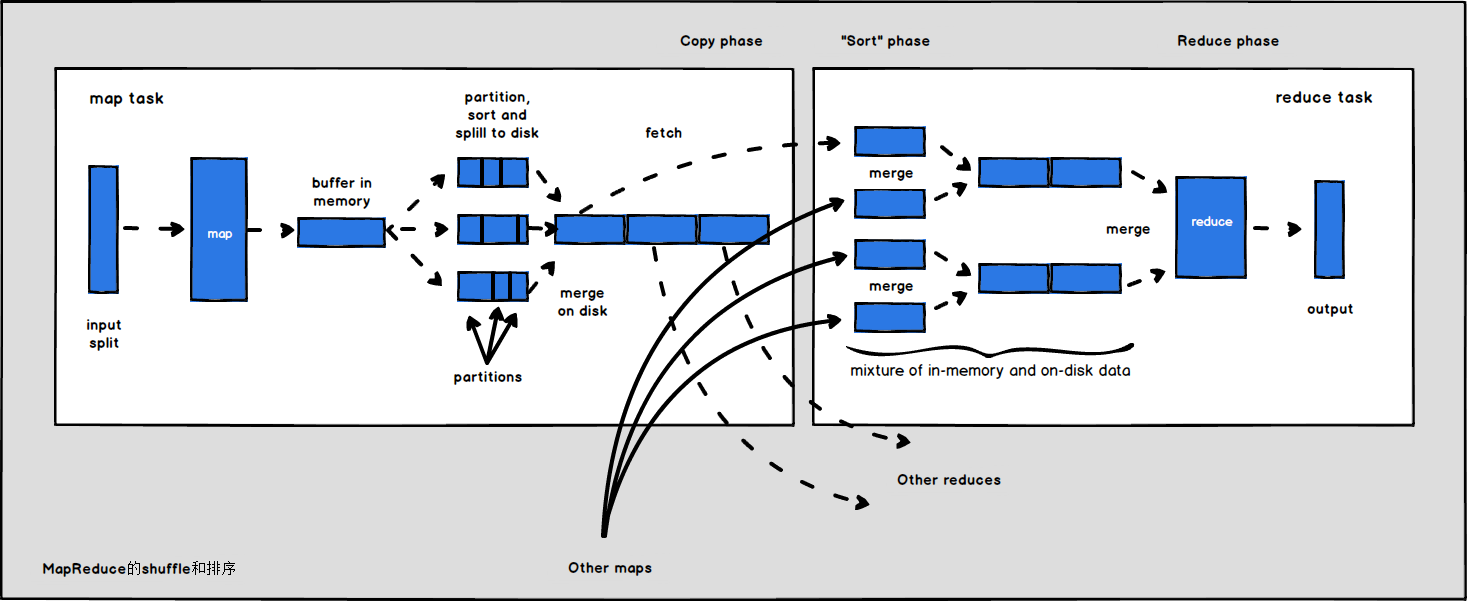 Copy phase
"Sort" phase
Reduce phase
map task
partition,
sort and
splill to disk
fetch
reduce task
buffer in
memory
map
merge
merge
merge
reduce
merge
on disk
input
split
partitions
output
mixture of in-memory and on-disk data
Other reduces
Other maps
MapReduce的shuffle和排序